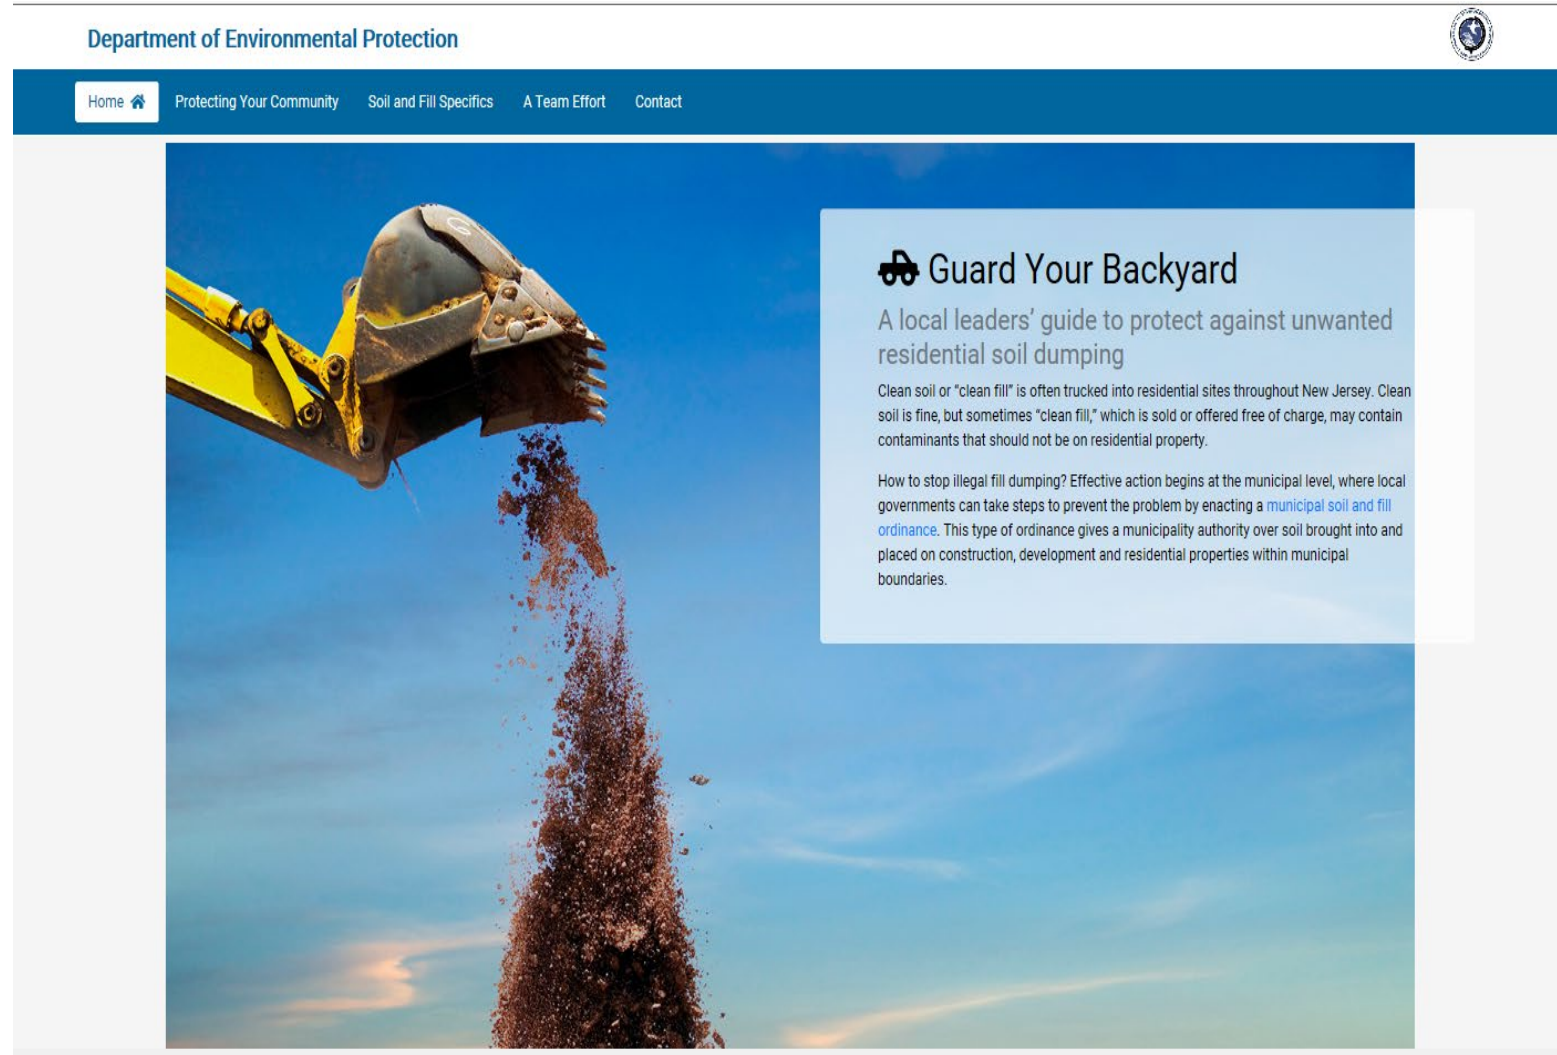 Department of Environmental Protection
Home
Protecting Your Community
Soil and Fill Specifics
A Team Effort
Contact
Guard Your Backyard
A local leaders’ guide to protect against unwanted
residential soil dumping
Clean soil or “clean fill” is often trucked into residential sites throughout New Jersey. Clean
soil is fine, but sometimes “clean fill,” which is sold or offered free of charge, may contain
contaminants that should not be on residential property.
How to stop illegal fill dumping? Effective action begins at the municipal level, where local
governments can take steps to prevent the problem by enacting a municipal soil and fill
ordinance. This type of ordinance gives a municipality authority over soil brought into and
placed on construction, development and residential properties within municipal
boundaries.